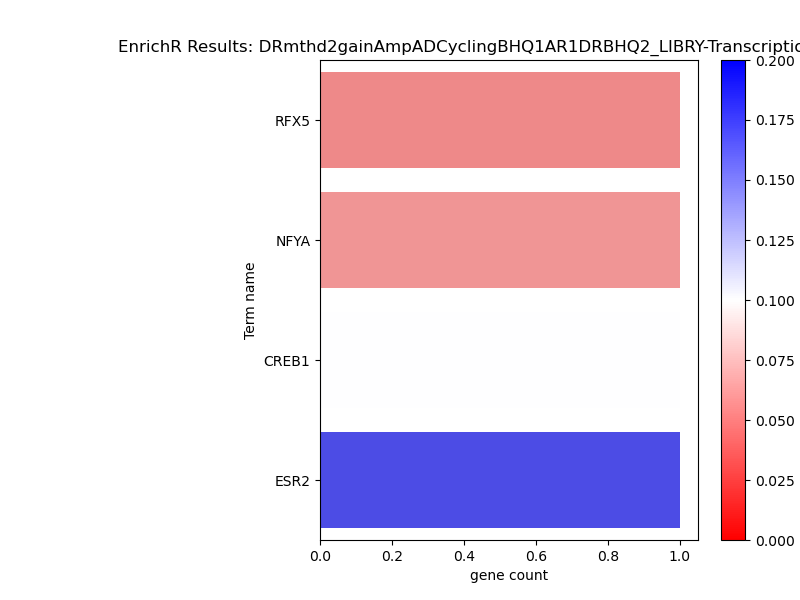 EnrichR Results: DRmthd2gainAmpADCyclingBHQ1AR1DRBHQ2_LIBRY-Transcriptio
RFX5
NFYA
CREB1
ESR2
Term name
0.0 0.2 0.4 0.6 0.8 1.0
gene count
0.200
0.175
0.150
0.125
0.100
0.075
0.050
0.025
0.000